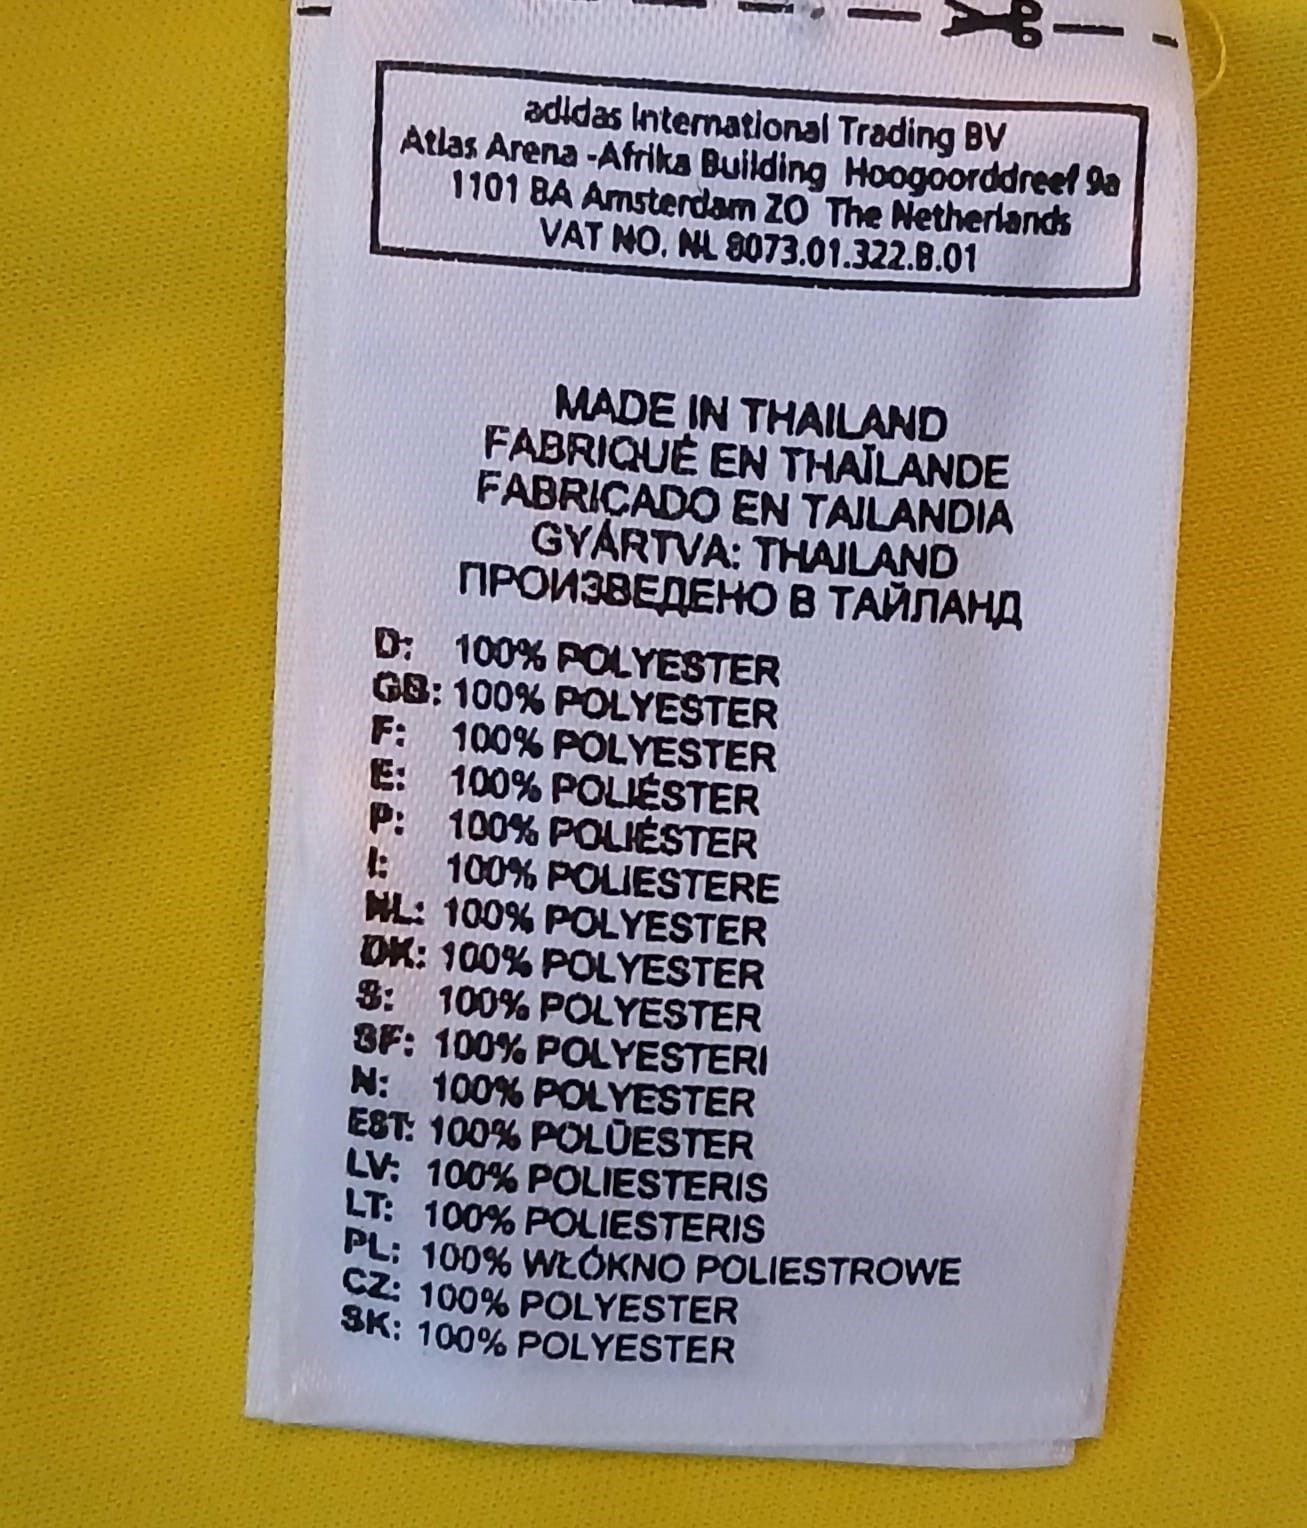 adidas International Trading BV
Atlas Arena -Afrika Building Hoogoorddreef 9a
1101 BA Amsterdam ZO The Netherlands
VAT NO. NL 8073.01.322.B.01
MADE IN THAILAND
FABRIQUÉ EN THAÏLANDE
FABRICADO EN TAILANDIA
GYÁRTVA: THAILAND
ПРОИЗВЕДЕНО В ТАЙЛАНД
D: 100% POLYESTER
GB: 100% POLYESTER
F: 100% POLYESTER
E: 100% POLIÉSTER
P: 100% POLIÉSTER
I: 100% POLIESTERE
NL: 100% POLYESTER
DK: 100% POLYESTER
S: 100% POLYESTER
SF: 100% POLYESTERI
N: 100% POLYESTER
EST: 100% POLÜESTER
LV: 100% POLIESTERIS
LT: 100% POLIESTERIS
PL: 100% WŁÓKNO POLIESTROWE
CZ: 100% POLYESTER
SK: 100% POLYESTER